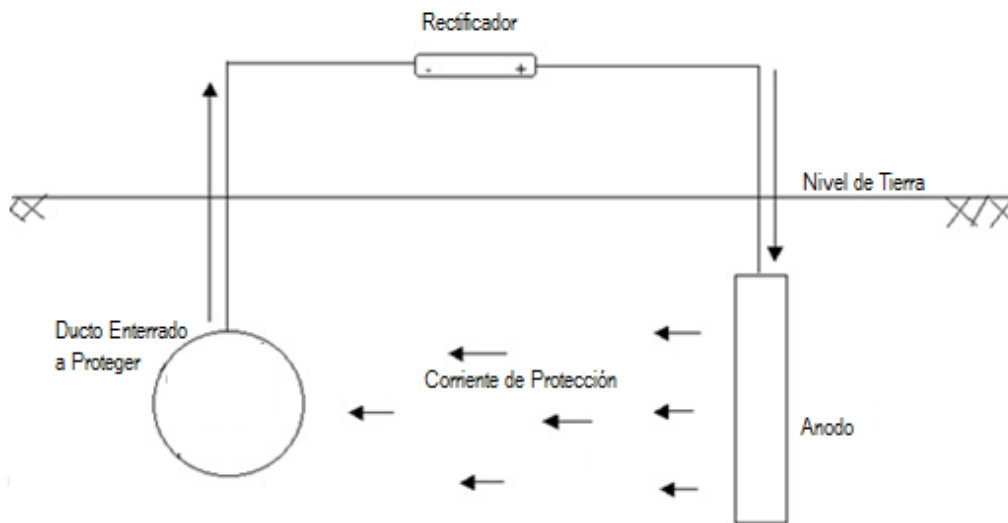 Rectificador
- +
Nivel de Tierra
Ducto Enterrado
a Proteger
Corriente de Protección
Anodo